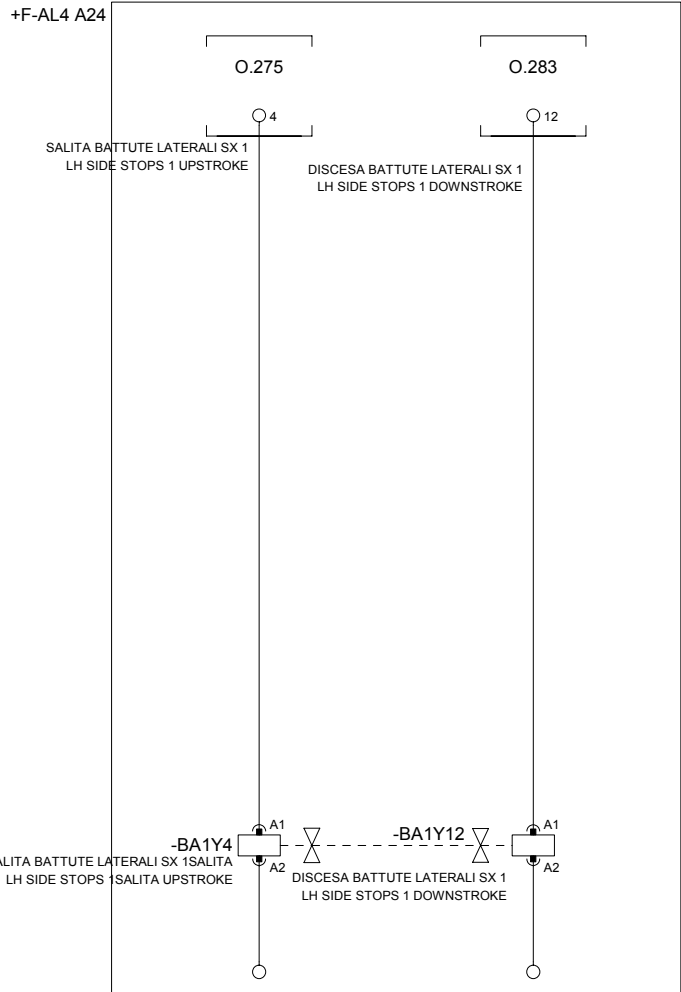 +F-AL4 A24
O.275
O.283
4
12
SALITA BATTUTE LATERALI SX 1
LH SIDE STOPS 1 UPSTROKE
DISCESA BATTUTE LATERALI SX 1
LH SIDE STOPS 1 DOWNSTROKE
A1
A1
-BA1Y4
-BA1Y12
A2
A2
ALITA BATTUTE LATERALI SX 1SALITA
LH SIDE STOPS 1SALITA UPSTROKE
DISCESA BATTUTE LATERALI SX 1
LH SIDE STOPS 1 DOWNSTROKE